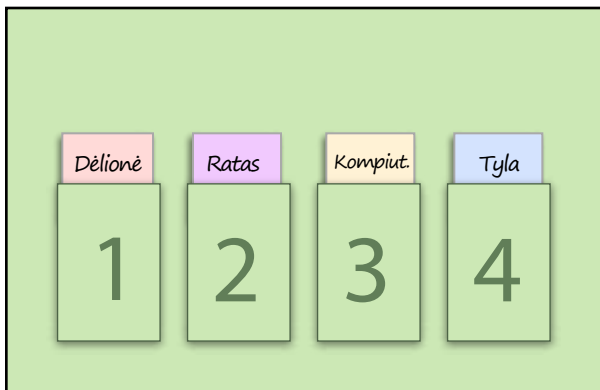 Dėlionė
Ratas
Kompiut.
Tyla
1
2
3
4